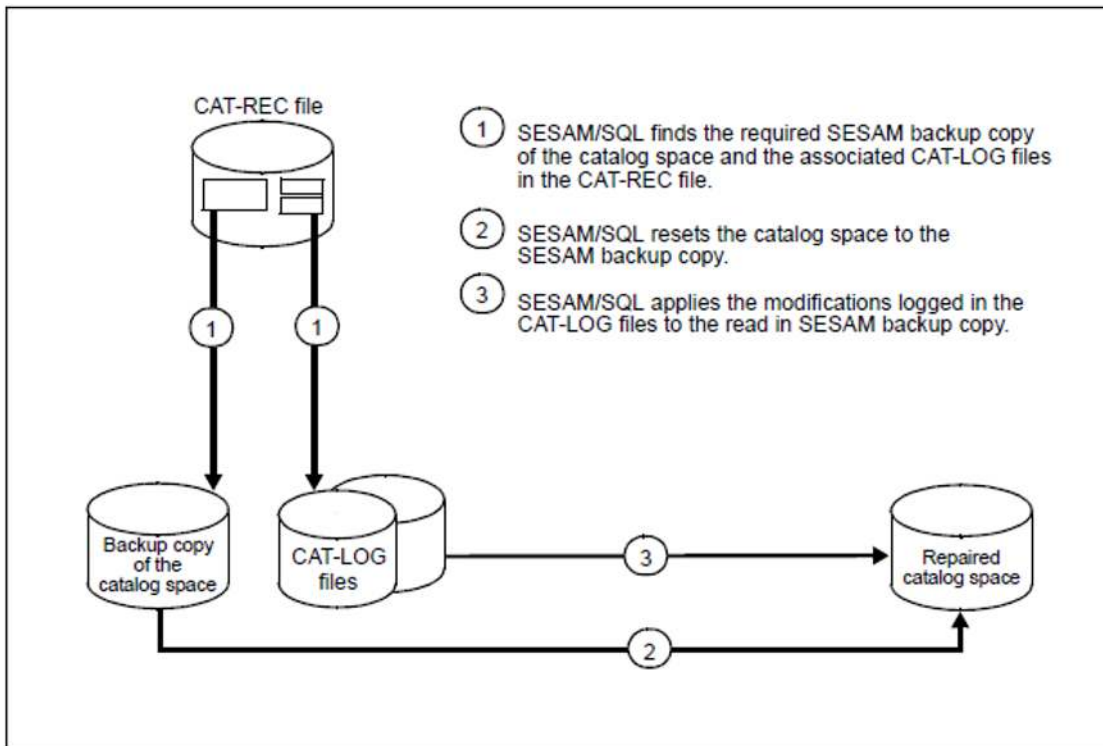 CAT-REC file
1 SESAM/SQL finds the required SESAM backup copy
of the catalog space and the associated CAT-LOG files
in the CAT-REC file.
2 SESAM/SQL resets the catalog space to the
SESAM backup copy.
3 SESAM/SQL applies the modifications logged in the
CAT-LOG files to the read in SESAM backup copy.
1
1
Backup copy
of the
catalog space
CAT-LOG
files
3
Repaired
catalog space
2